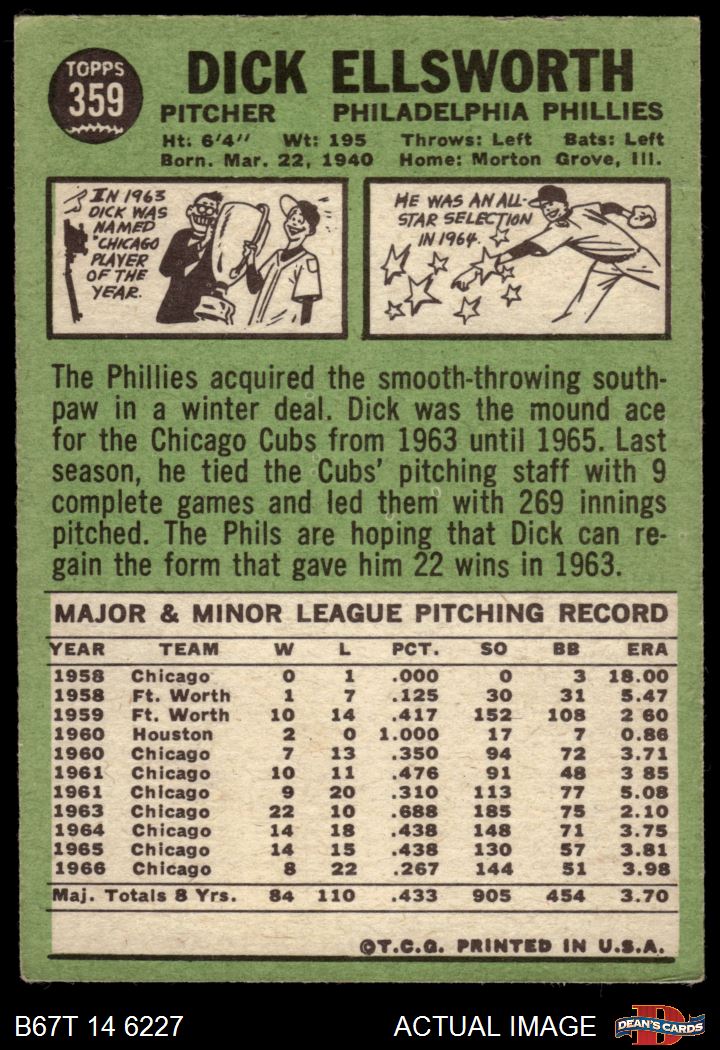 TOPPS
359
DICK ELLSWORTH
PITCHER PHILADELPHIA PHILLIES
Ht: 6'4" Wt: 195 Throws: Left Bats: Left
Born. Mar. 22, 1940 Home: Morton Grove, Ill.
IN 1963
DICK WAS
NAMED
"CHICAGO
PLAYER
OF THE
YEAR.
HE WAS AN ALL-
STAR SELECTION
IN 1964.
The Phillies acquired the smooth-throwing south-
paw in a winter deal. Dick was the mound ace
for the Chicago Cubs from 1963 until 1965. Last
season, he tied the Cubs' pitching staff with 9
complete games and led them with 269 innings
pitched. The Phils are hoping that Dick can re-
gain the form that gave him 22 wins in 1963.
MAJOR & MINOR LEAGUE PITCHING RECORD
YEAR TEAM W L PCT. SO BB ERA
1958 Chicago 0 1 .000 0 3 18.00
1958 Ft. Worth 1 7 .125 30 31 5.47
1959 Ft. Worth 10 14 .417 152 108 2 60
1960 Houston 2 0 1.000 17 7 0.86
1960 Chicago 7 13 .350 94 72 3.71
1961 Chicago 10 11 .476 91 48 3 85
1961 Chicago 9 20 .310 113 77 5.08
1963 Chicago 22 10 .688 185 75 2.10
1964 Chicago 14 18 .438 148 71 3.75
1965 Chicago 14 15 .438 130 57 3.81
1966 Chicago 8 22 .267 144 51 3.98
Maj. Totals 8 Yrs. 84 110 .433 905 454 3.70
©T.C.G. PRINTED IN U.S.A.
B67T 14 6227 ACTUAL IMAGE DEAN'S CARDS